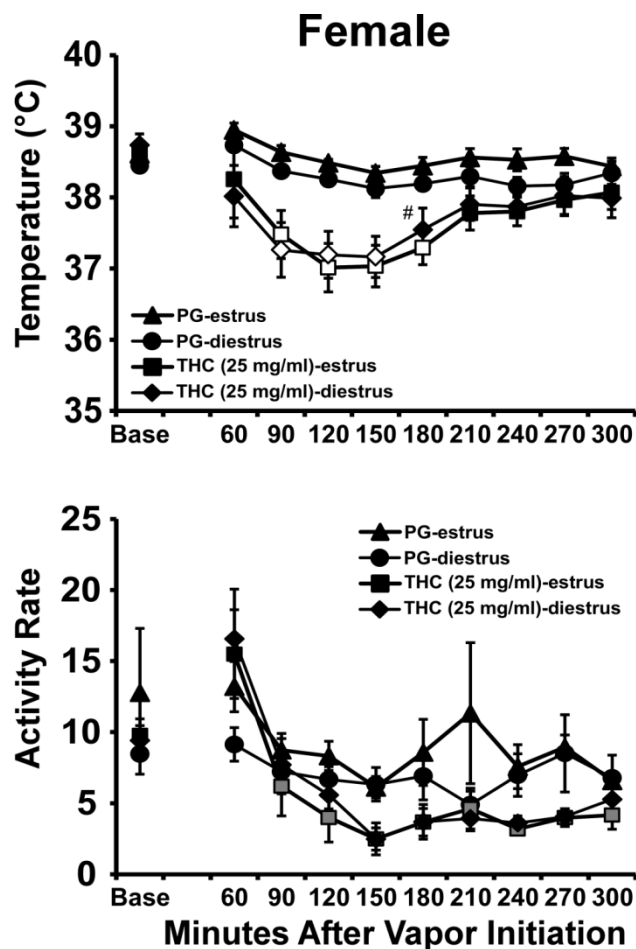 Female
Temperature (°C)
40
39
38
37
36
35
#
PG-estrus
PG-diestrus
THC (25 mg/ml)-estrus
THC (25 mg/ml)-diestrus
Base 60 90 120 150 180 210 240 270 300
Activity Rate
25
20
15
10
5
0
PG-estrus
PG-diestrus
THC (25 mg/ml)-estrus
THC (25 mg/ml)-diestrus
Base 60 90 120 150 180 210 240 270 300
Minutes After Vapor Initiation